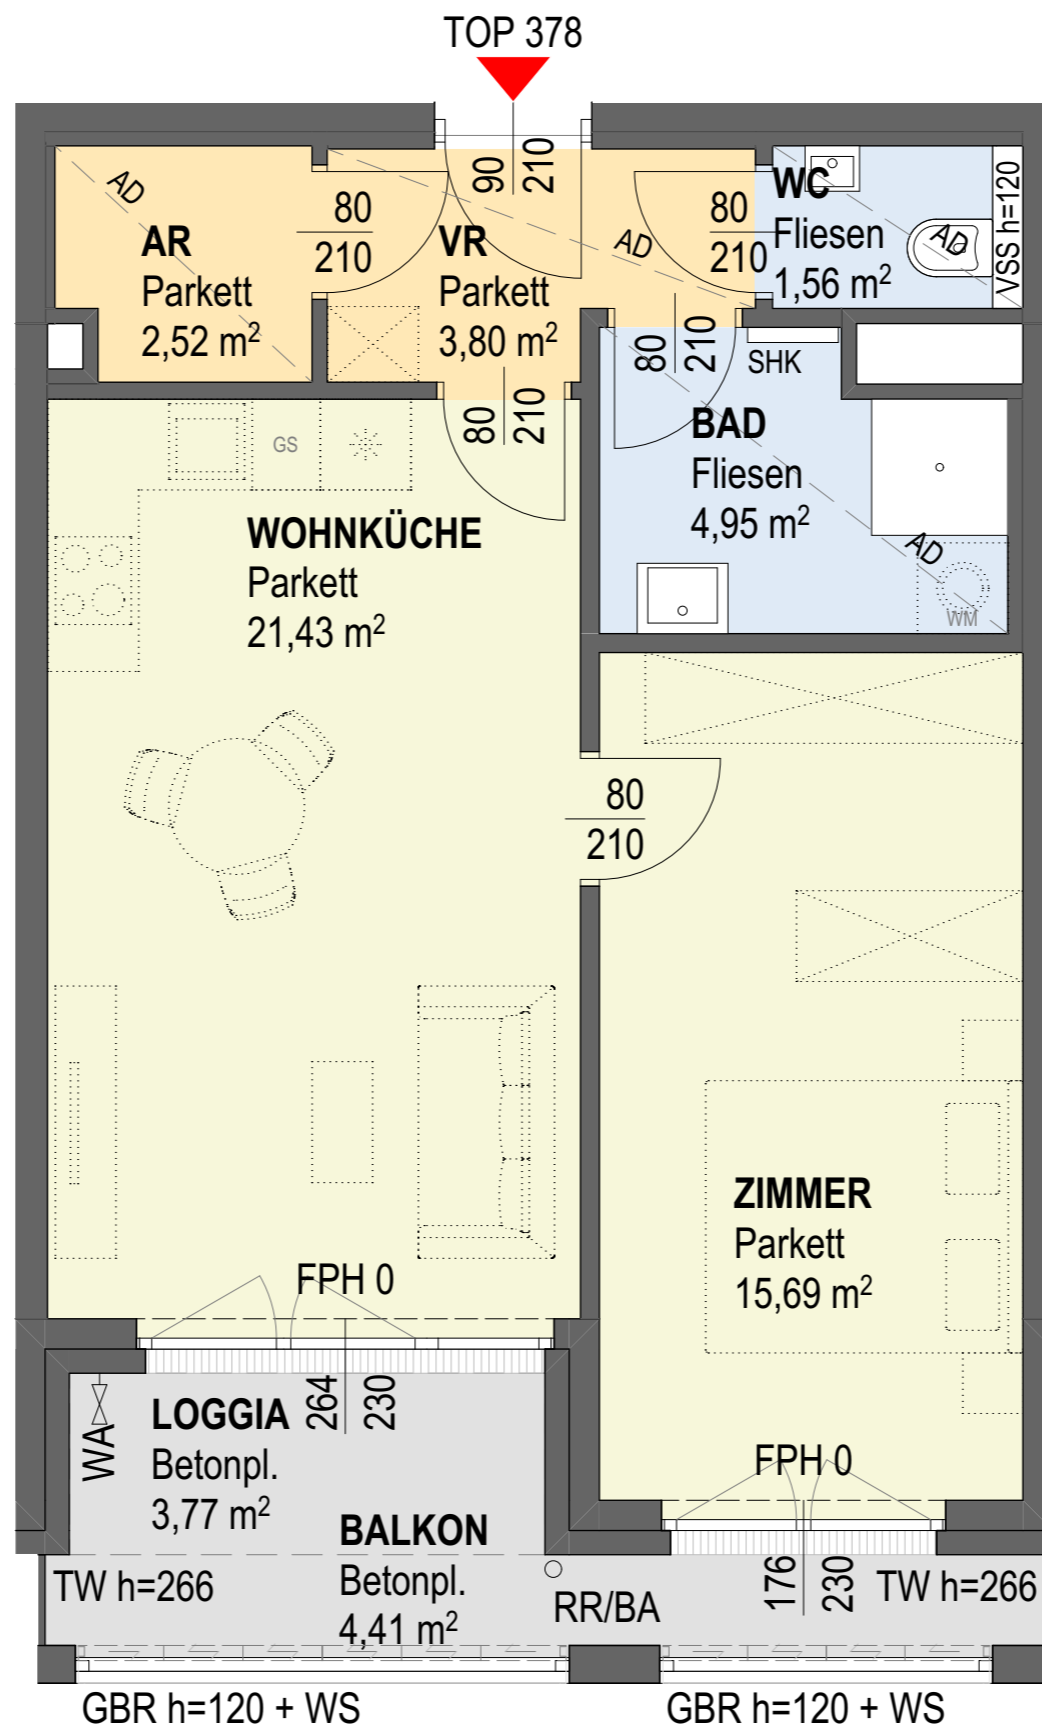 TOP 378
90
210
AD
AR
Parkett
2,52 m²
80
210
VR
Parkett
3,80 m²
AD
80
210
WC
Fliesen
1,56 m²
AD
VSS h=120
80
210
80
210
SHK
BAD
Fliesen
4,95 m²
AD
WM
GS
WOHNKÜCHE
Parkett
21,43 m²
80
210
ZIMMER
Parkett
15,69 m²
FPH 0
264
230
FPH 0
176
230
WA
LOGGIA
Betonpl.
3,77 m²
BALKON
Betonpl.
4,41 m²
TW h=266
RR/BA
TW h=266
GBR h=120 + WS
GBR h=120 + WS